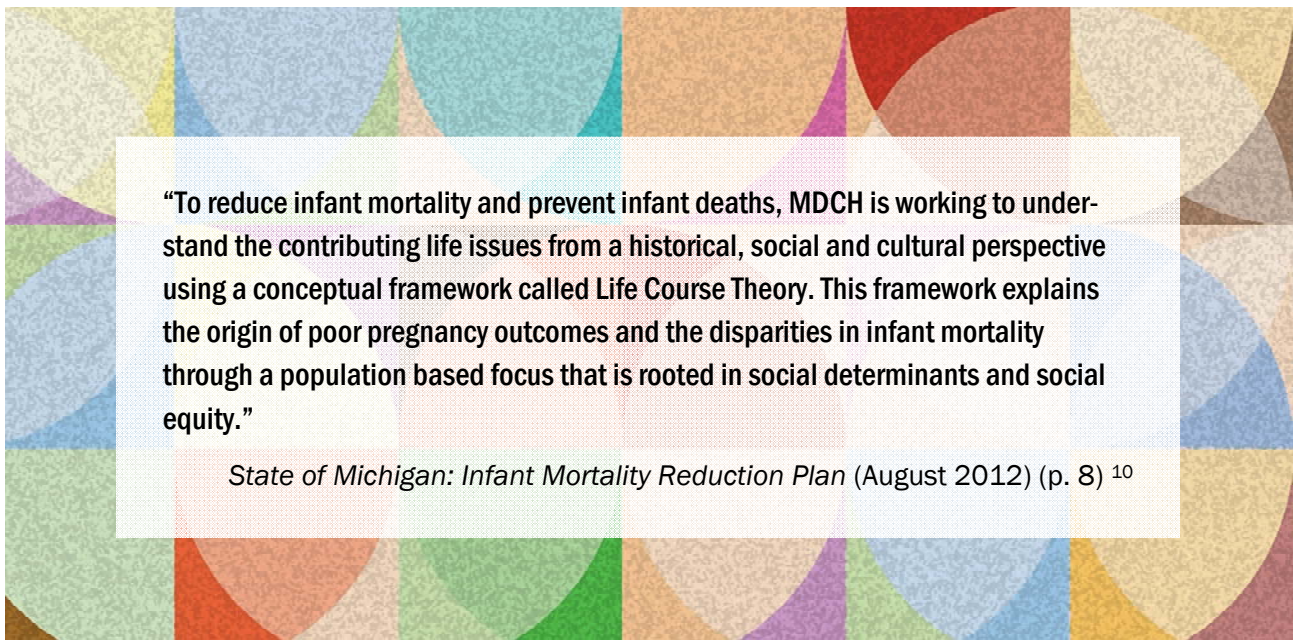 “To reduce infant mortality and prevent infant deaths, MDCH is working to under-
stand the contributing life issues from a historical, social and cultural perspective
using a conceptual framework called Life Course Theory. This framework explains
the origin of poor pregnancy outcomes and the disparities in infant mortality
through a population based focus that is rooted in social determinants and social
equity.”
State of Michigan: Infant Mortality Reduction Plan (August 2012) (p. 8) 10